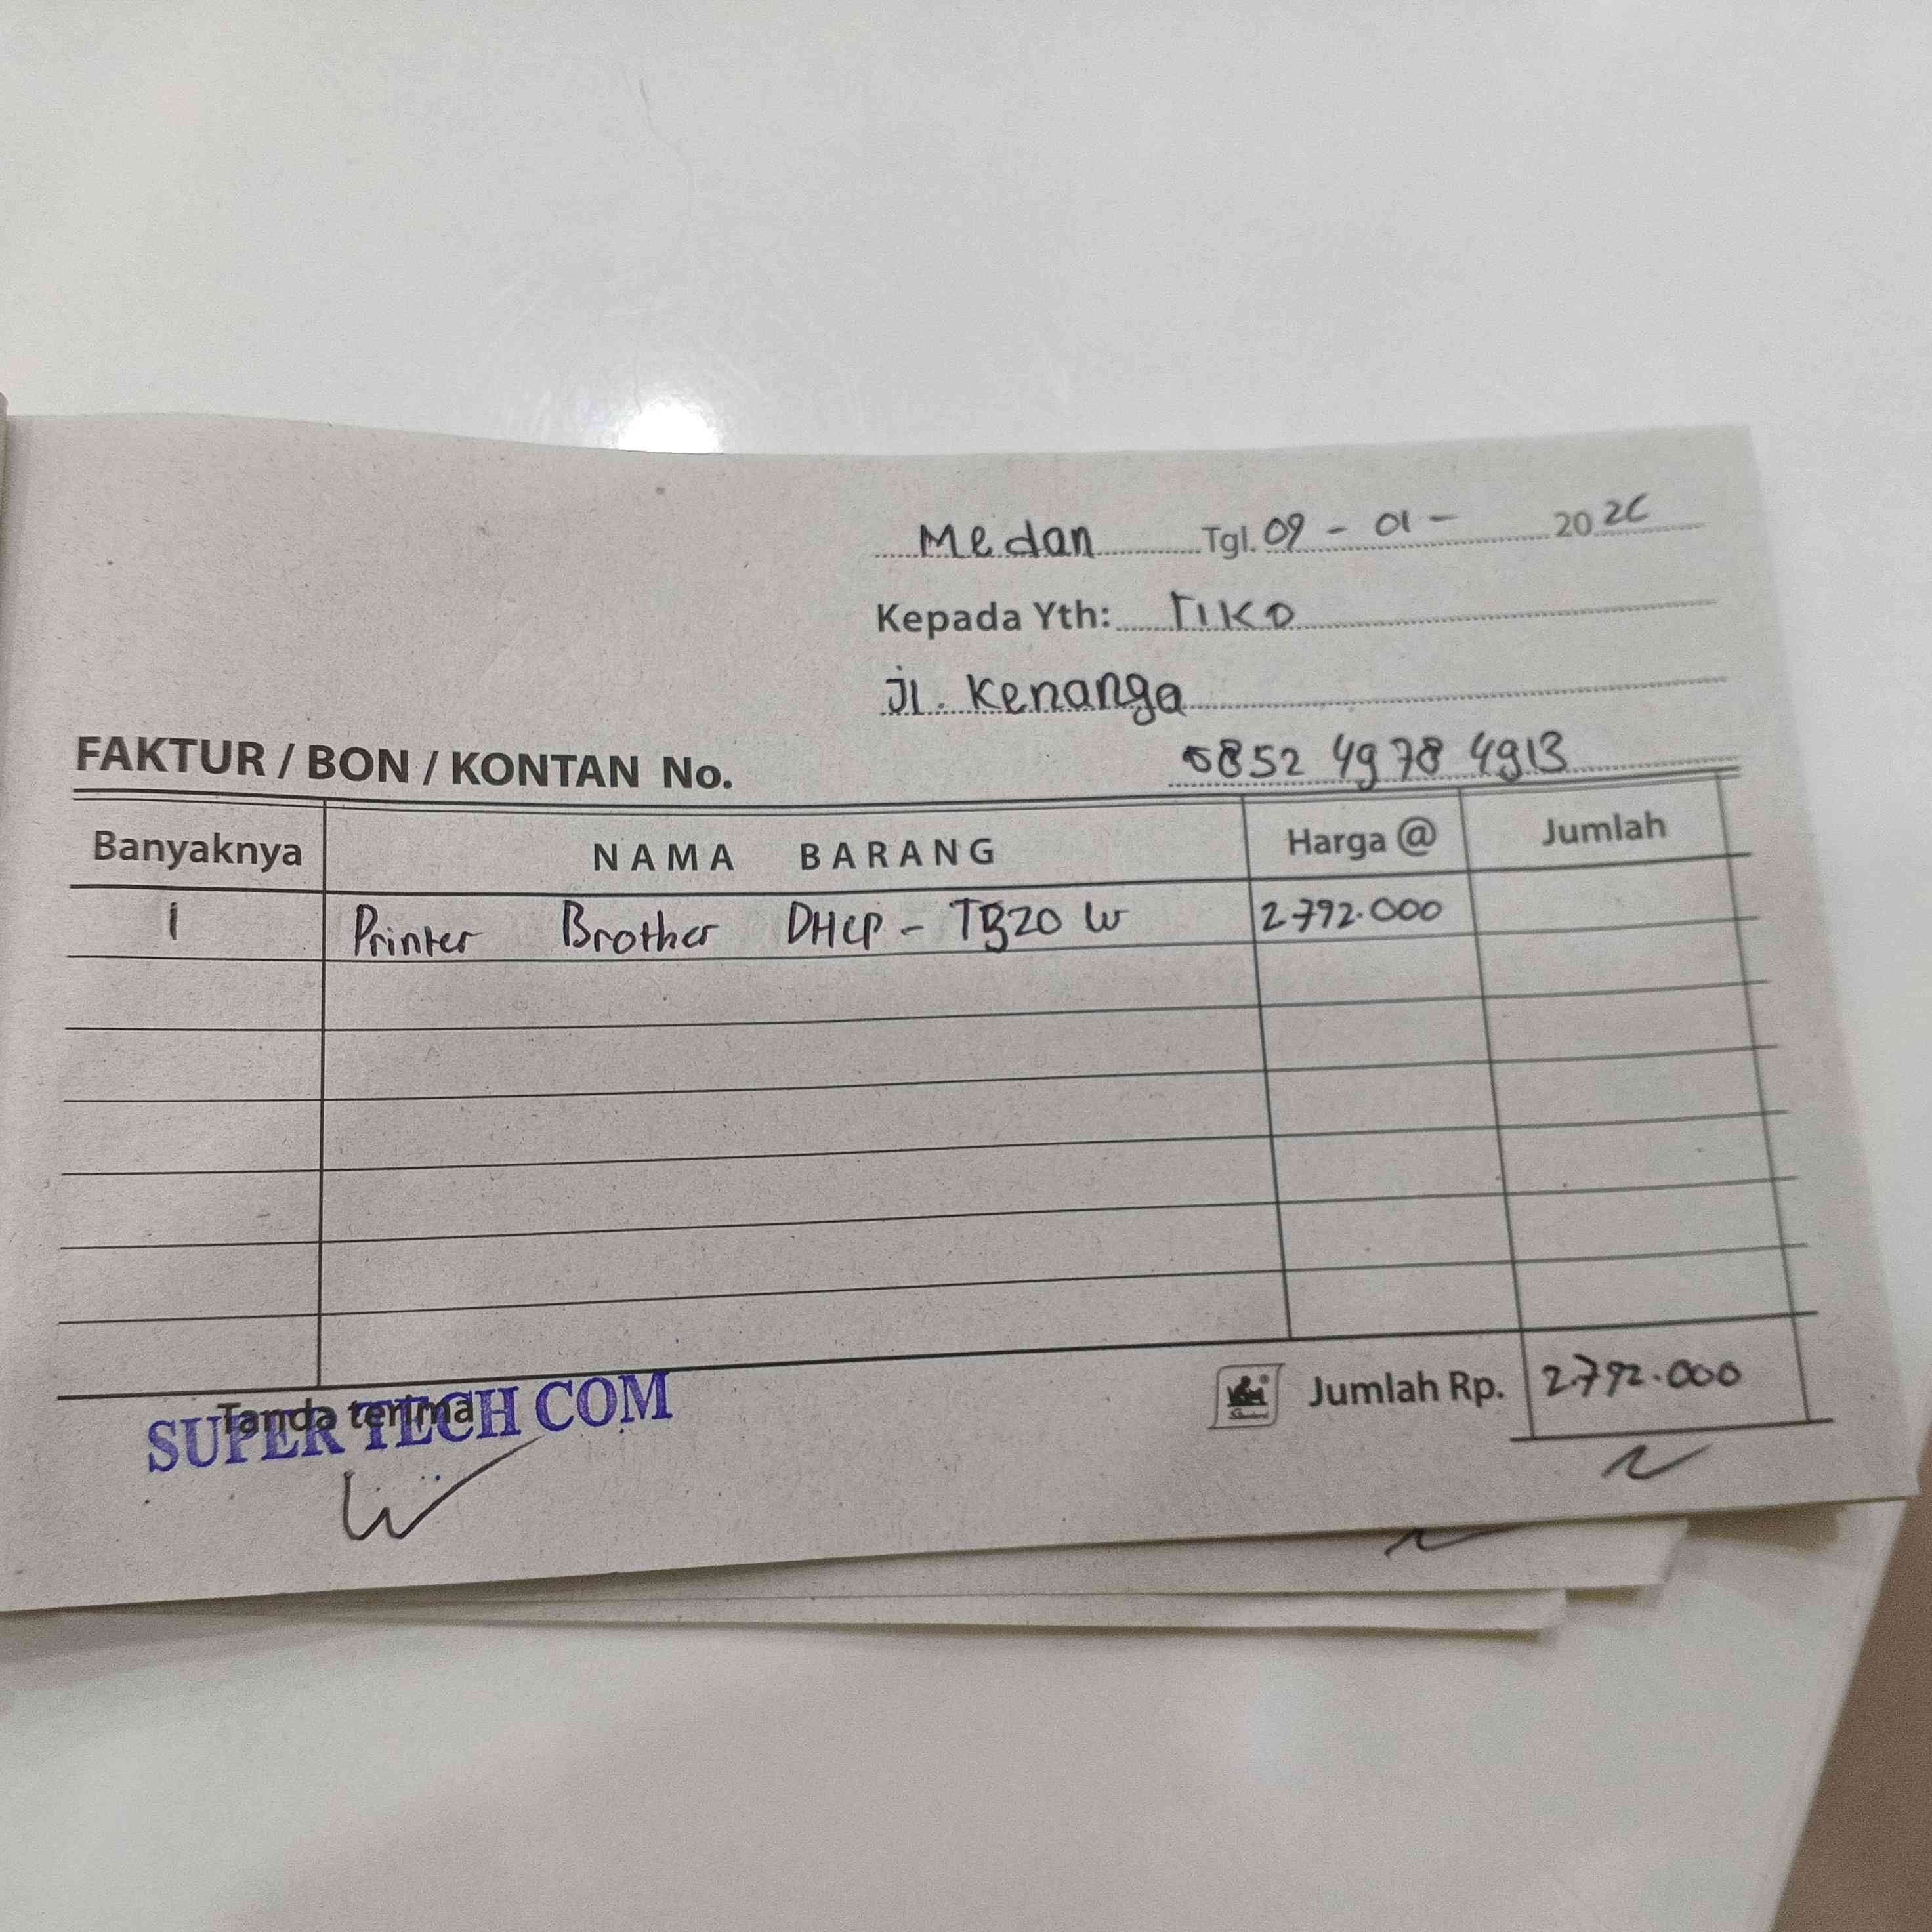 Medan Tgl. 09 - 01 - 2026
Kepada Yth: Tiko
Jl. Kenanga
FAKTUR / BON / KONTAN No. 0852 4978 4913
Banyaknya NAMA BARANG Harga @ Jumlah
1 Printer Brother DHCP - T820 W 2.792.000
Jumlah Rp. 2.792.000
Tanda terima
SUPER TECH COM